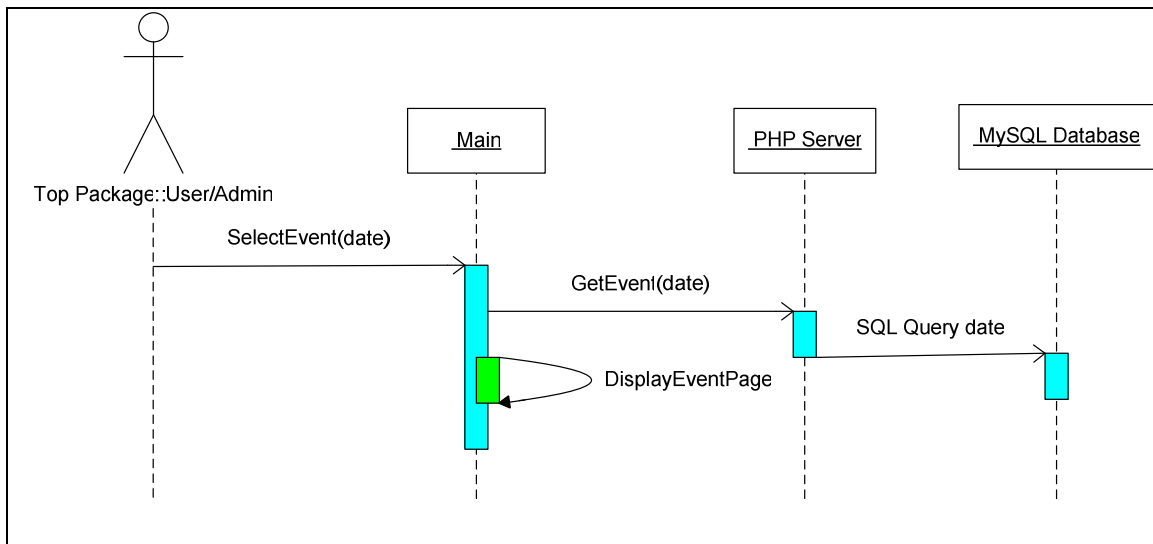 Top Package::User/Admin
Main
PHP Server
MySQL Database
SelectEvent(date)
GetEvent(date)
SQL Query date
DisplayEventPage